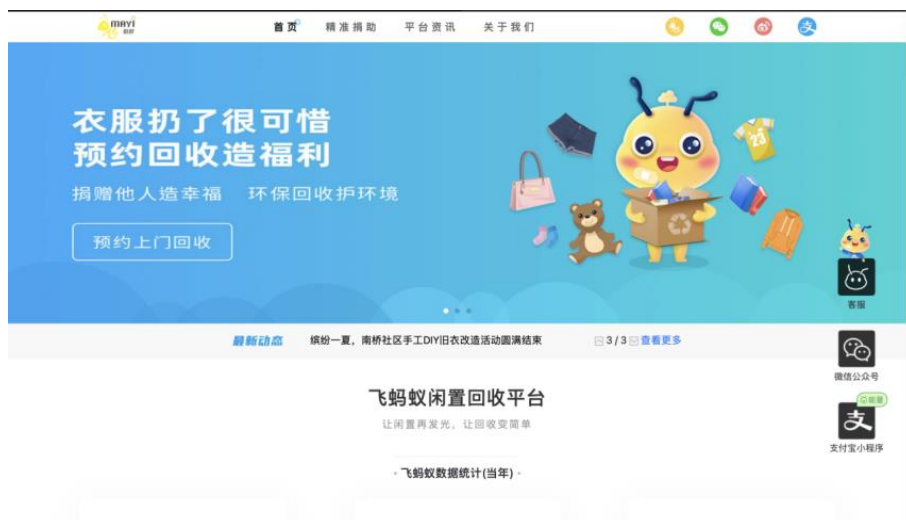 MAYI
首页 精准捐助 平台资讯 关于我们
衣服扔了很可惜
预约回收造福利
捐赠他人造幸福 环保回收护环境
预约上门回收
23
客服
最新动态 缤纷一夏，南桥社区手工DIY旧衣改造活动圆满结束 3 / 3 查看更多
微信公众号
飞蚂蚁闲置回收平台
让闲置再发光，让回收变简单
支
支付宝小程序
- 飞蚂蚁数据统计(当年) -